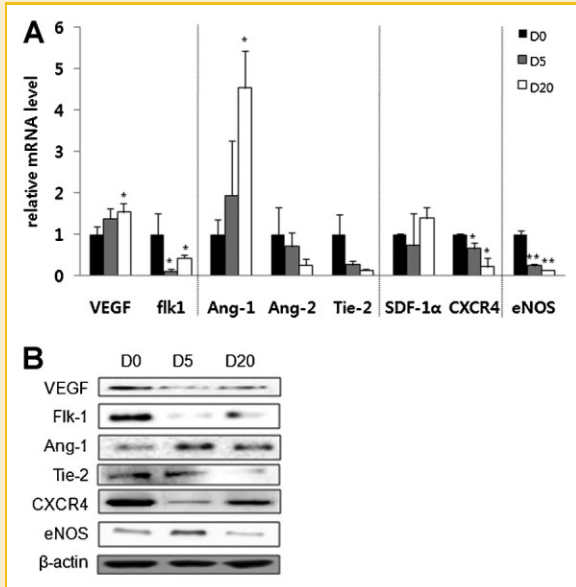 A
relative mRNA level
6
5
4
3
2
1
0
D0
D5
D20
*
*
*
*
*
*
**
**
VEGF flk1 Ang-1 Ang-2 Tie-2 SDF-1α CXCR4 eNOS
B
D0 D5 D20
VEGF
Flk-1
Ang-1
Tie-2
CXCR4
eNOS
β-actin